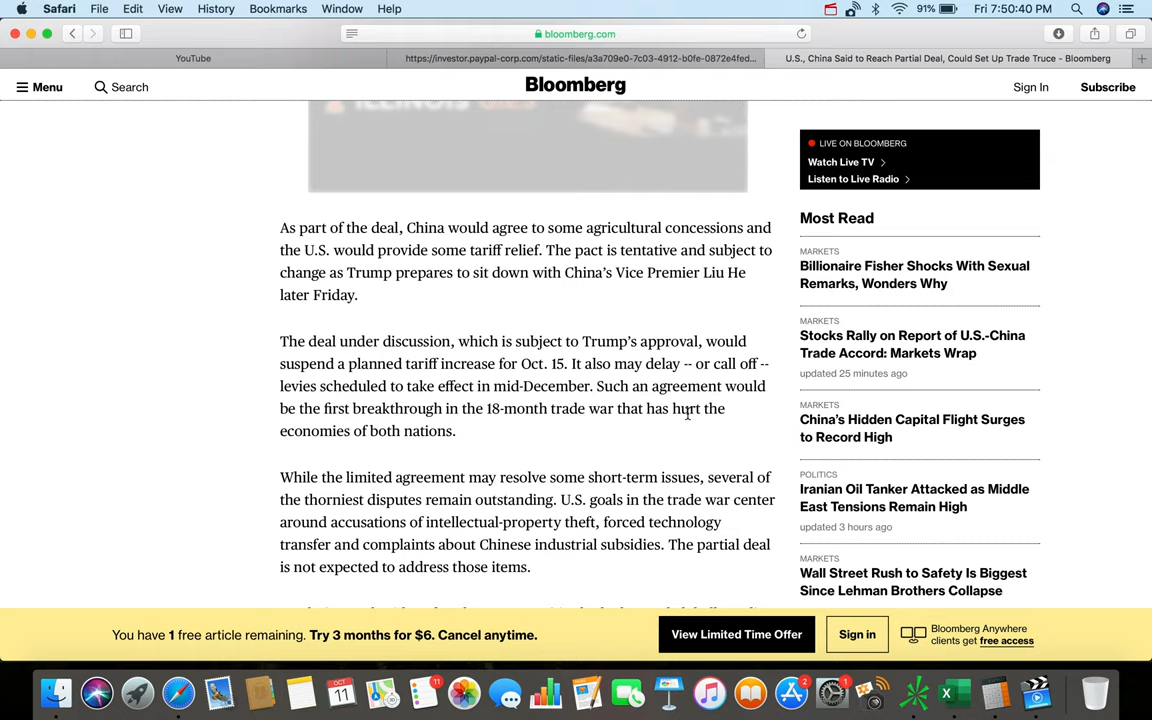 Safari File Edit View History Bookmarks Window Help 91% Fri 7:50:40 PM
bloomberg.com
YouTube https://investor.paypal-corp.com/static-files/a3a709e0-7c03-4912-b0fe-0872e4fed... U.S., China Said to Reach Partial Deal, Could Set Up Trade Truce - Bloomberg
Menu Search Bloomberg Sign In Subscribe
ILLINOIS GIES
As part of the deal, China would agree to some agricultural concessions and
the U.S. would provide some tariff relief. The pact is tentative and subject to
change as Trump prepares to sit down with China's Vice Premier Liu He
later Friday.
The deal under discussion, which is subject to Trump's approval, would
suspend a planned tariff increase for Oct. 15. It also may delay -- or call off --
levies scheduled to take effect in mid-December. Such an agreement would
be the first breakthrough in the 18-month trade war that has hurt the
economies of both nations.
While the limited agreement may resolve some short-term issues, several of
the thorniest disputes remain outstanding. U.S. goals in the trade war center
around accusations of intellectual-property theft, forced technology
transfer and complaints about Chinese industrial subsidies. The partial deal
is not expected to address those items.
LIVE ON BLOOMBERG
Watch Live TV
Listen to Live Radio
Most Read
MARKETS
Billionaire Fisher Shocks With Sexual
Remarks, Wonders Why
MARKETS
Stocks Rally on Report of U.S.-China
Trade Accord: Markets Wrap
updated 25 minutes ago
MARKETS
China's Hidden Capital Flight Surges
to Record High
POLITICS
Iranian Oil Tanker Attacked as Middle
East Tensions Remain High
updated 3 hours ago
MARKETS
Wall Street Rush to Safety Is Biggest
Since Lehman Brothers Collapse
You have 1 free article remaining. Try 3 months for $6. Cancel anytime.
View Limited Time Offer
Sign in
Bloomberg Anywhere
clients get free access
OCT
11
11
2
1